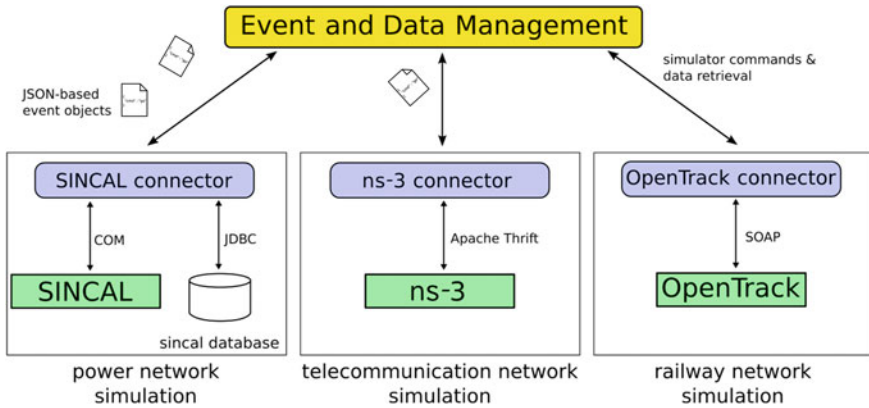 Event and Data Management
JSON-based
event objects
simulator commands &
data retrieval
SINCAL connector
COM
JDBC
SINCAL
sincal database
power network
simulation
ns-3 connector
Apache Thrift
ns-3
telecommunication network
simulation
OpenTrack connector
SOAP
OpenTrack
railway network
simulation